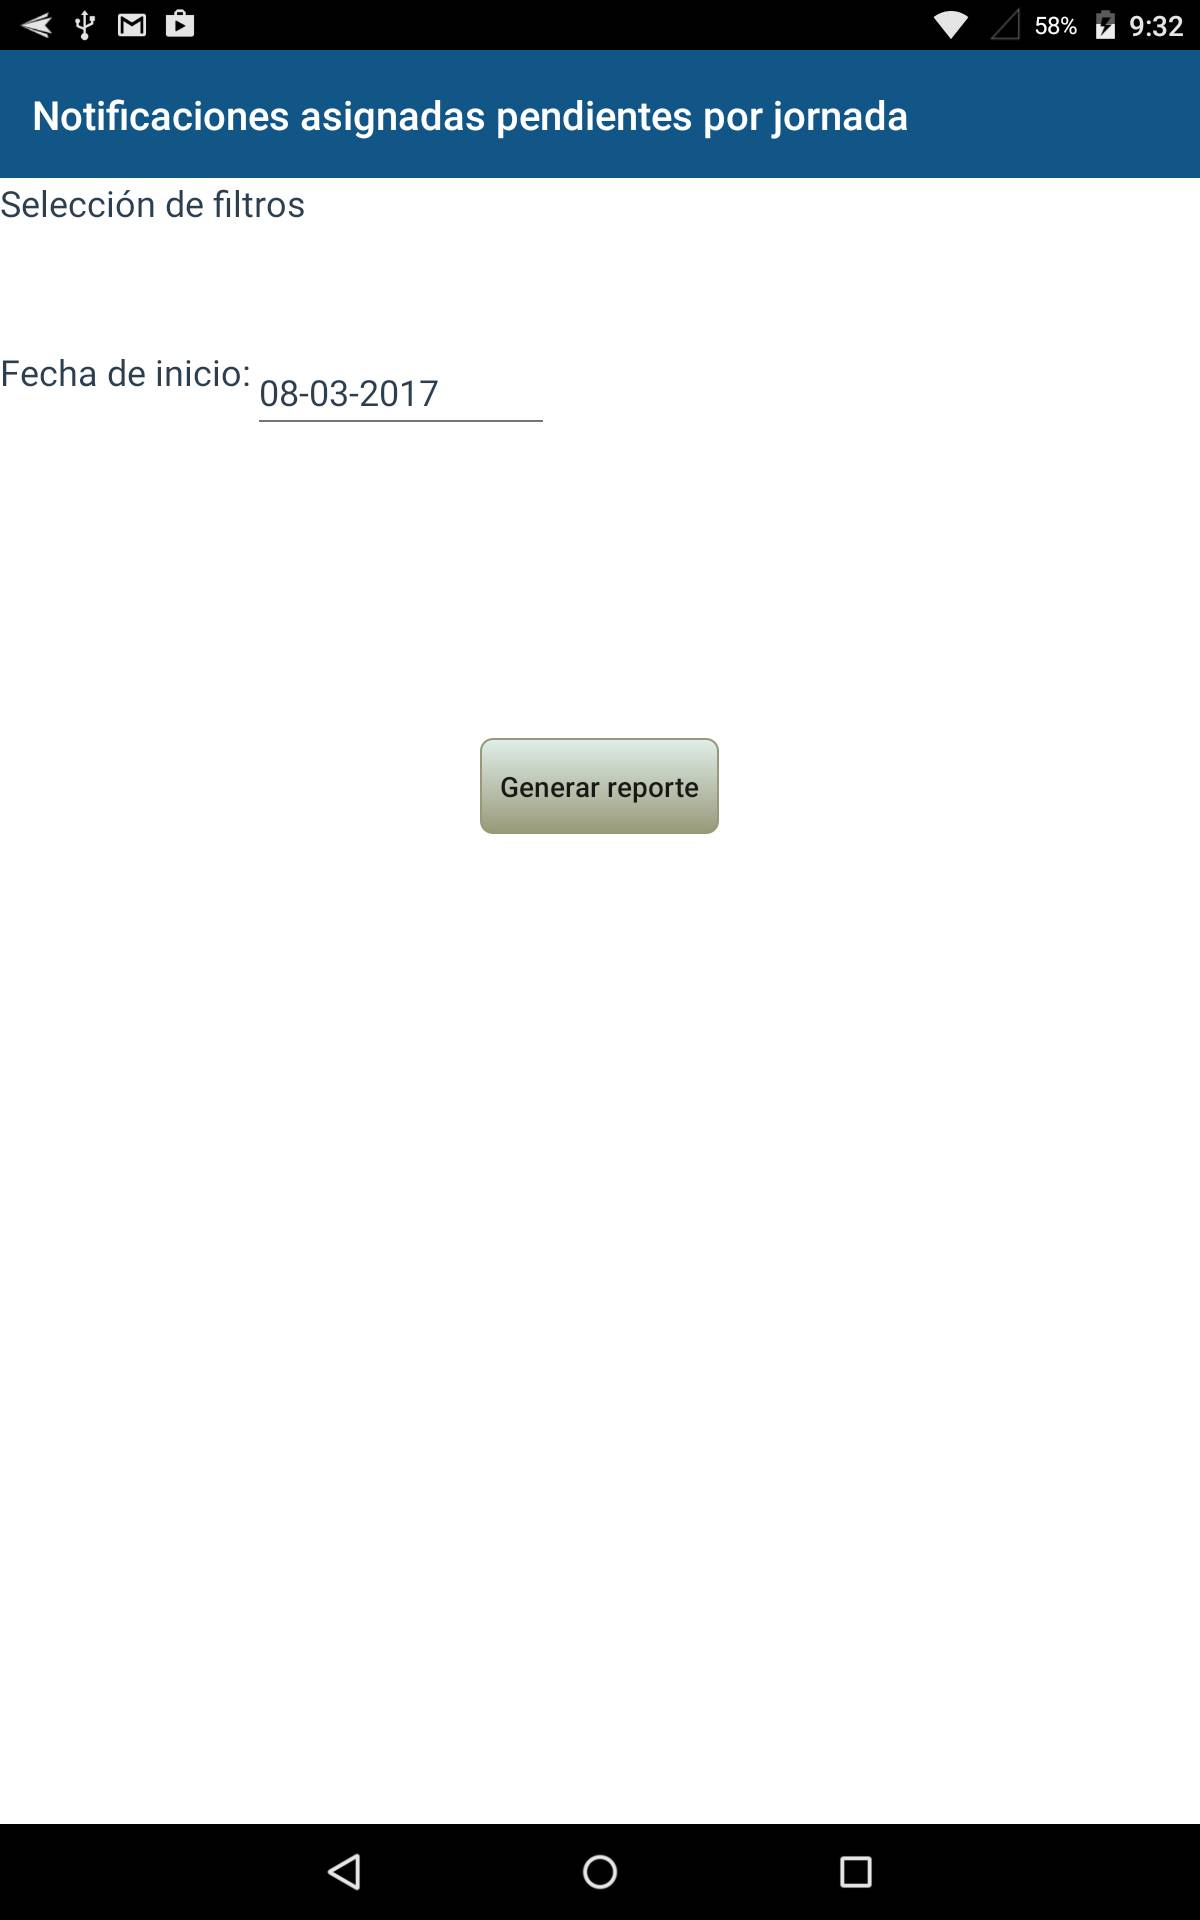 58% 9:32
Notificaciones asignadas pendientes por jornada
Selección de filtros
Fecha de inicio: 08-03-2017
Generar reporte